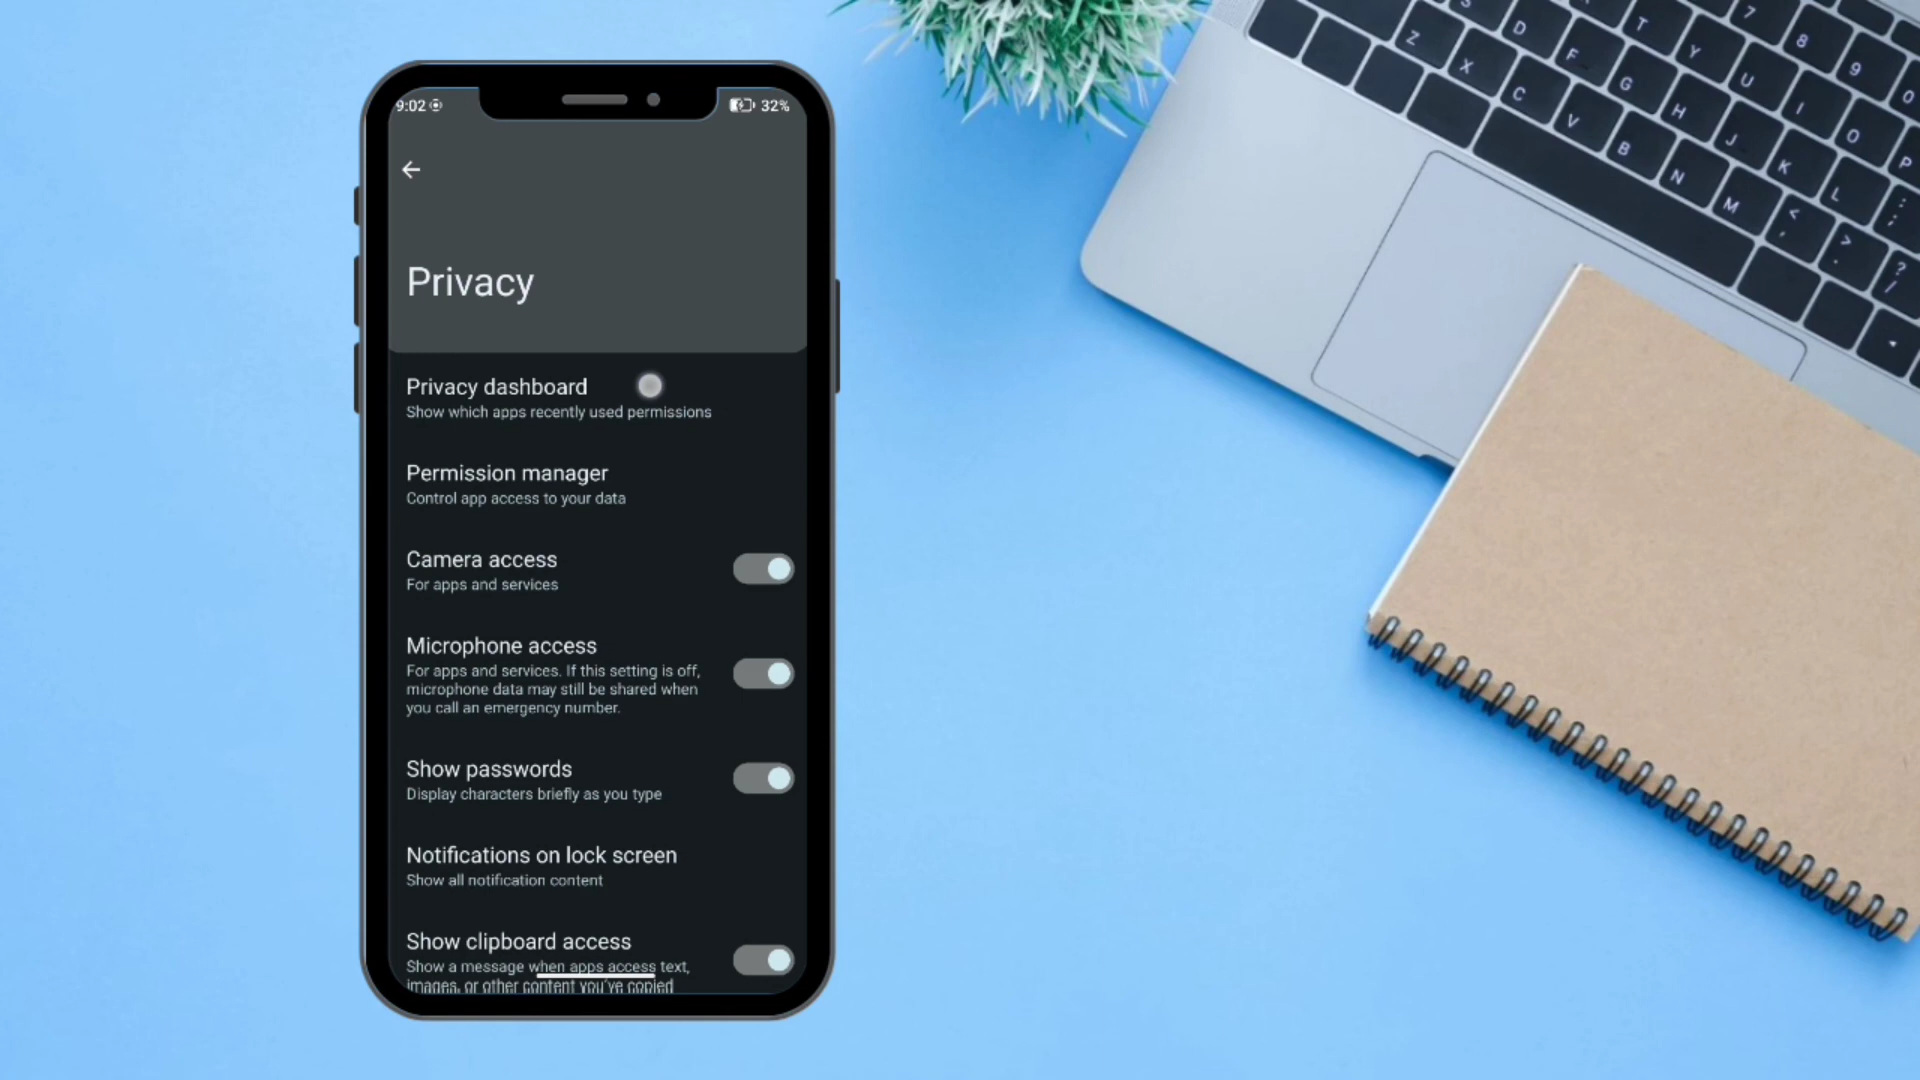 9:02
32%
Privacy
Privacy dashboard
Show which apps recently used permissions
Permission manager
Control app access to your data
Camera access
For apps and services
Microphone access
For apps and services. If this setting is off,
microphone data may still be shared when
you call an emergency number.
Show passwords
Display characters briefly as you type
Notifications on lock screen
Show all notification content
Show clipboard access
Show a message when apps access text,
images, or other content you've copied
7 8 9 0
S D F G H J K L : ;
T Y U I O P
Z X C V B N M < , > . ? /